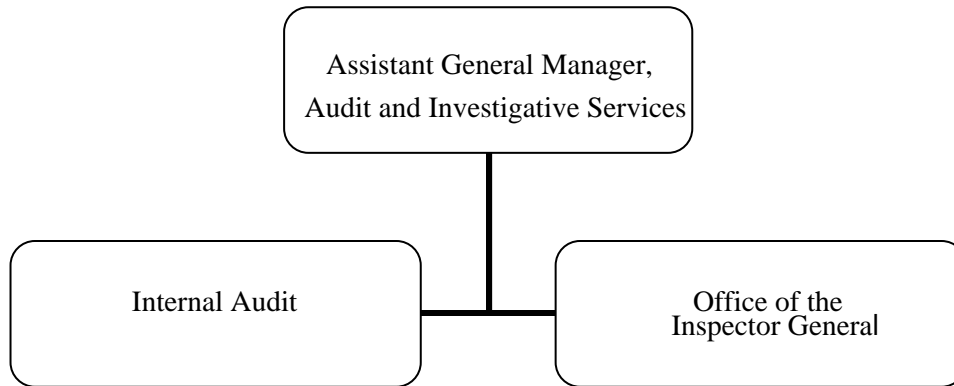 Assistant General Manager,
Audit and Investigative Services
Internal Audit
Office of the
Inspector General